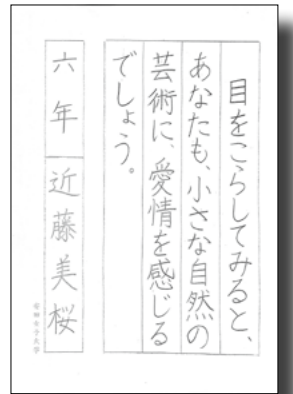 目をこらしてみると、
あなたも、小さな自然の
芸術に、愛情を感じる
でしょう。
六年 近藤美桜